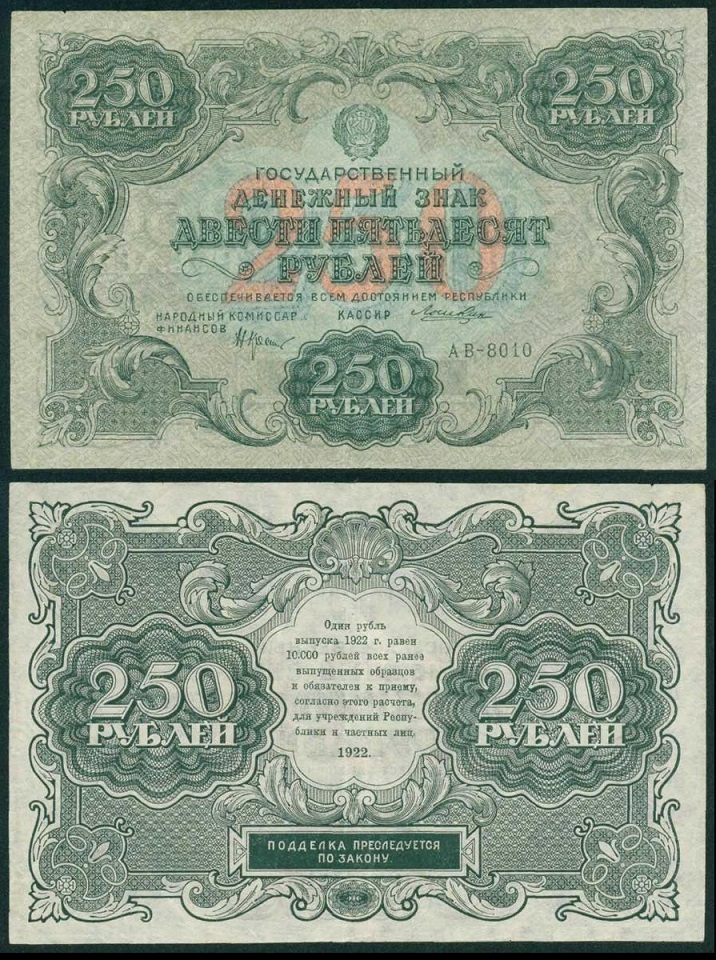 250
РУБЛЕЙ
250
РУБЛЕЙ
ГОСУДАРСТВЕННЫЙ
ДЕНЕЖНЫЙ ЗНАК
250
ДВЕСТИ ПЯТЬДЕСЯТ
РУБЛЕЙ
ОБЕСПЕЧИВАЕТСЯ ВСЕМ ДОСТОЯНИЕМ РЕСПУБЛИКИ
НАРОДНЫЙ КОМИССАР
ФИНАНСОВ
КАССИР
АВ-8010
250
РУБЛЕЙ
Один рубль
выпуска 1922 г. равен
10.000 рублей всех ранее
выпущенных образцов
и обязателен к приему,
согласно этого расчета,
для учреждений Респу-
блики и частных лиц.
1922.
250
РУБЛЕЙ
250
РУБЛЕЙ
ПОДДЕЛКА ПРЕСЛЕДУЕТСЯ
ПО ЗАКОНУ.